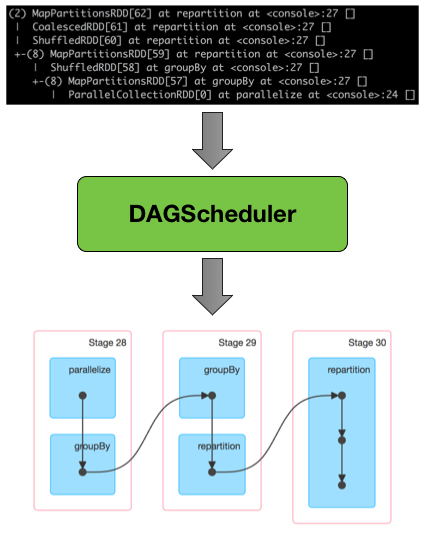 (2) MapPartitionsRDD[62] at repartition at <console>:27 []
 |  CoalescedRDD[61] at repartition at <console>:27 []
 |  ShuffledRDD[60] at repartition at <console>:27 []
 +-(8) MapPartitionsRDD[59] at repartition at <console>:27 []
    |  ShuffledRDD[58] at groupBy at <console>:27 []
    +-(8) MapPartitionsRDD[57] at groupBy at <console>:27 []
       |  ParallelCollectionRDD[0] at parallelize at <console>:24 []
DAGScheduler
Stage 28
parallelize
groupBy
Stage 29
groupBy
repartition
Stage 30
repartition